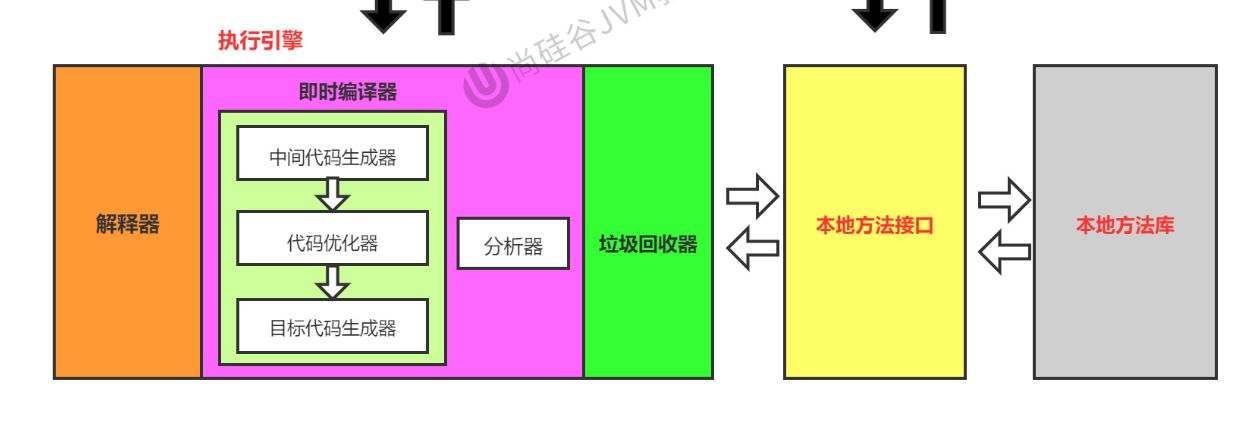 执行引擎
尚硅谷JVM
即时编译器
中间代码生成器
代码优化器
目标代码生成器
解释器
分析器
垃圾回收器
本地方法接口
本地方法库